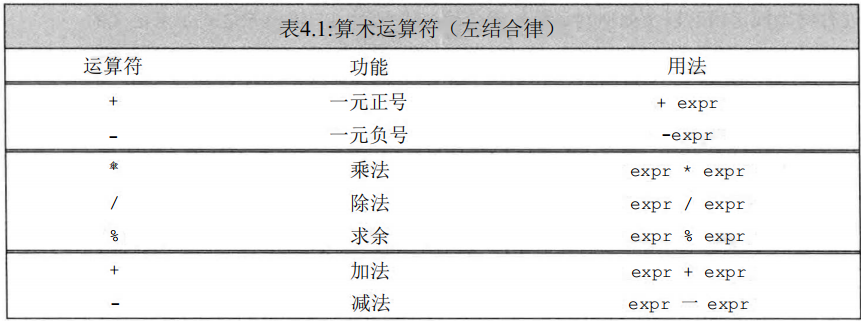 表4.1:算术运算符（左结合律）
运算符 功能 用法
+ 一元正号 + expr
- 一元负号 -expr
* 乘法 expr * expr
/ 除法 expr / expr
% 求余 expr % expr
+ 加法 expr + expr
- 减法 expr 一 expr